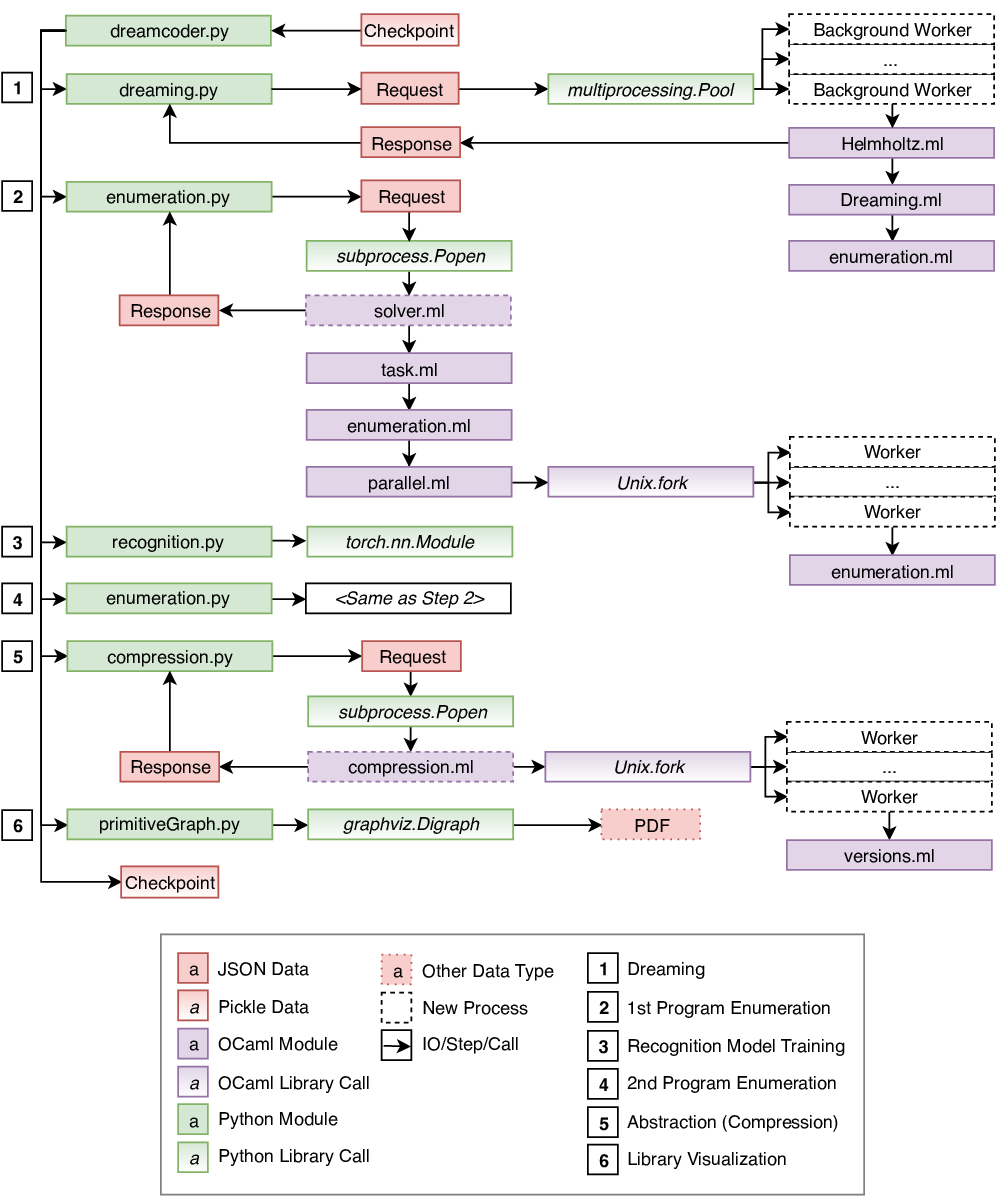 dreamcoder.py
Checkpoint
Background Worker
...
1
dreaming.py
Request
multiprocessing.Pool
Background Worker
Response
Helmholtz.ml
2
enumeration.py
Request
Dreaming.ml
subprocess.Popen
enumeration.ml
Response
solver.ml
task.ml
enumeration.ml
Worker
parallel.ml
Unix.fork
...
Worker
3
recognition.py
torch.nn.Module
enumeration.ml
4
enumeration.py
<Same as Step 2>
5
compression.py
Request
subprocess.Popen
Worker
Response
compression.ml
Unix.fork
...
Worker
6
primitiveGraph.py
graphviz.Digraph
PDF
versions.ml
Checkpoint
a JSON Data
a Pickle Data
a OCaml Module
a OCaml Library Call
a Python Module
a Python Library Call
a Other Data Type
New Process
IO/Step/Call
1 Dreaming
2 1st Program Enumeration
3 Recognition Model Training
4 2nd Program Enumeration
5 Abstraction (Compression)
6 Library Visualization